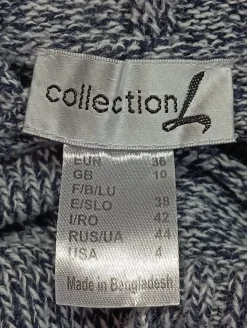 collection L
EUR 36
GB 10
F/B/LU
E/SLO 38
I/RO 42
RUS/UA 44
USA 4
Made in Bangladesh